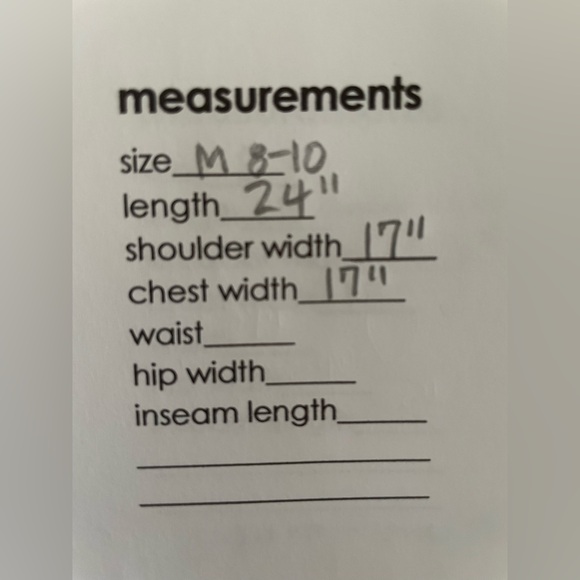 measurements
size M 8-10
length 24"
shoulder width 17"
chest width 17"
waist
hip width
inseam length